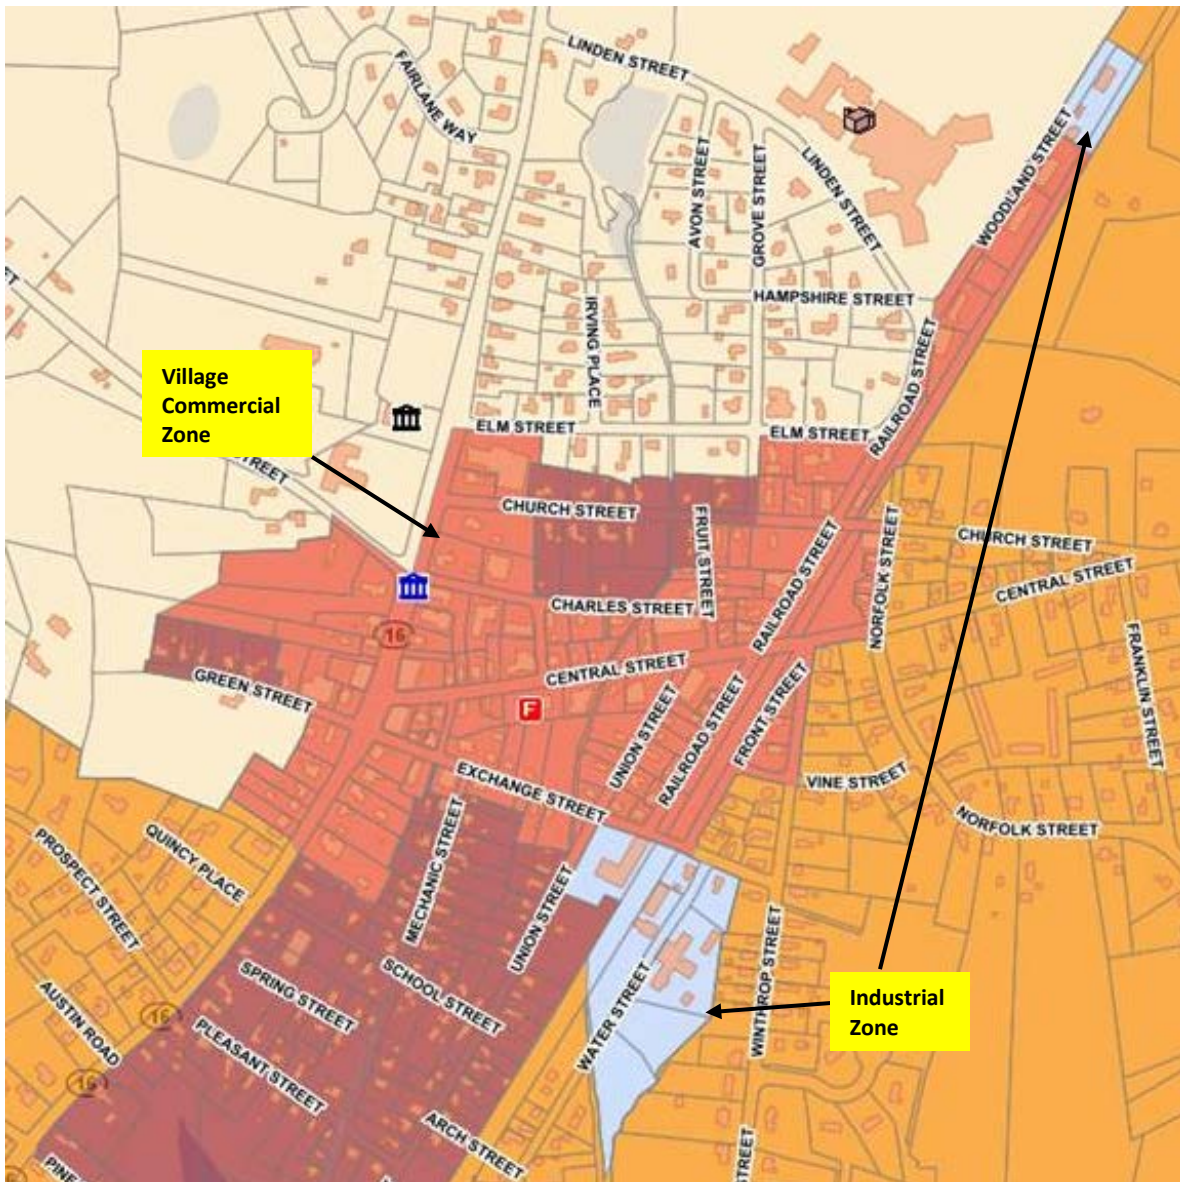 LINDEN STREET
FAIRLANE WAY
WOODLAND STREET
AVON STREET
GROVE STREET
LINDEN STREET
HAMPSHIRE STREET
IRVING PLACE
RAILROAD STREET
Village
Commercial
Zone
ELM STREET
ELM STREET
STREET
CHURCH STREET
FRUIT STREET
RAILROAD STREET
NORFOLK STREET
CHURCH STREET
CENTRAL STREET
CHARLES STREET
16
FRANKLIN STREET
GREEN STREET
CENTRAL STREET
F
UNION STREET
RAILROAD STREET
FRONT STREET
EXCHANGE STREET
VINE STREET
NORFOLK STREET
MECHANIC STREET
QUINCY PLACE
PROSPECT STREET
UNION STREET
WINTHROP STREET
SCHOOL STREET
SPRING STREET
WATER STREET
Industrial
Zone
AUSTIN ROAD
16
PLEASANT STREET
16
ARCH STREET
STREET
PINE